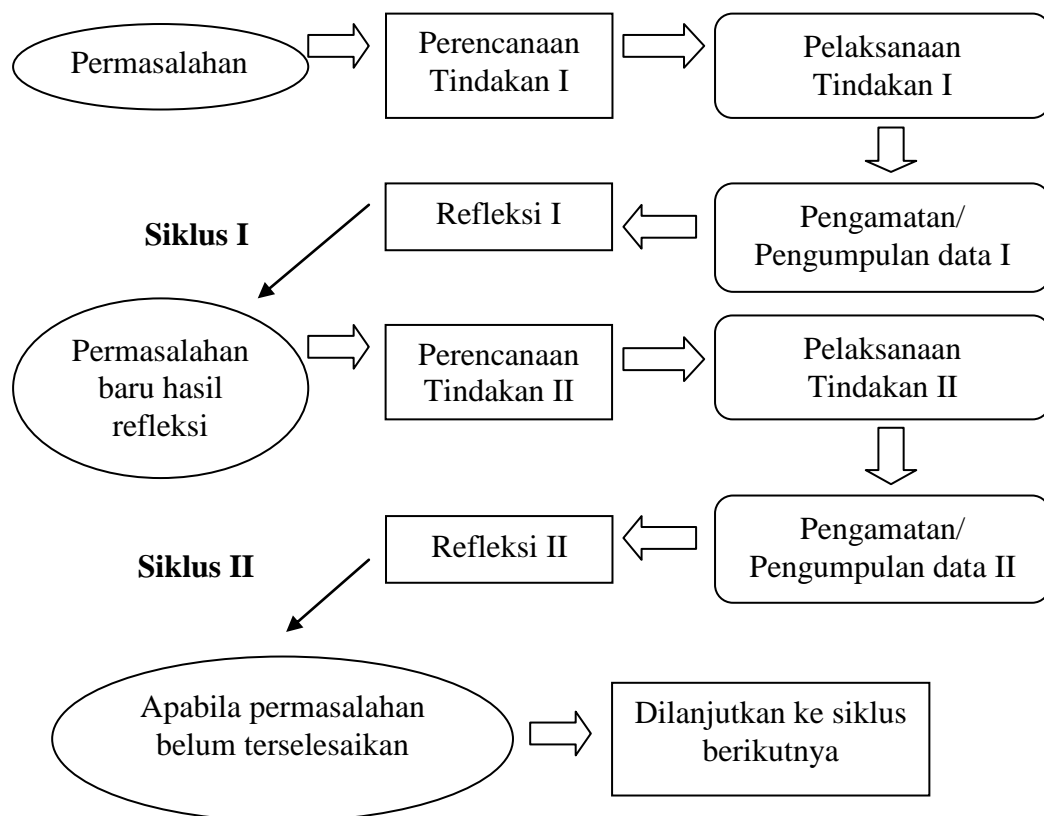 Permasalahan
Perencanaan
Tindakan I
Pelaksanaan
Tindakan I
Siklus I
Refleksi I
Pengamatan/
Pengumpulan data I
Permasalahan
baru hasil
refleksi
Perencanaan
Tindakan II
Pelaksanaan
Tindakan II
Siklus II
Refleksi II
Pengamatan/
Pengumpulan data II
Apabila permasalahan
belum terselesaikan
Dilanjutkan ke siklus
berikutnya